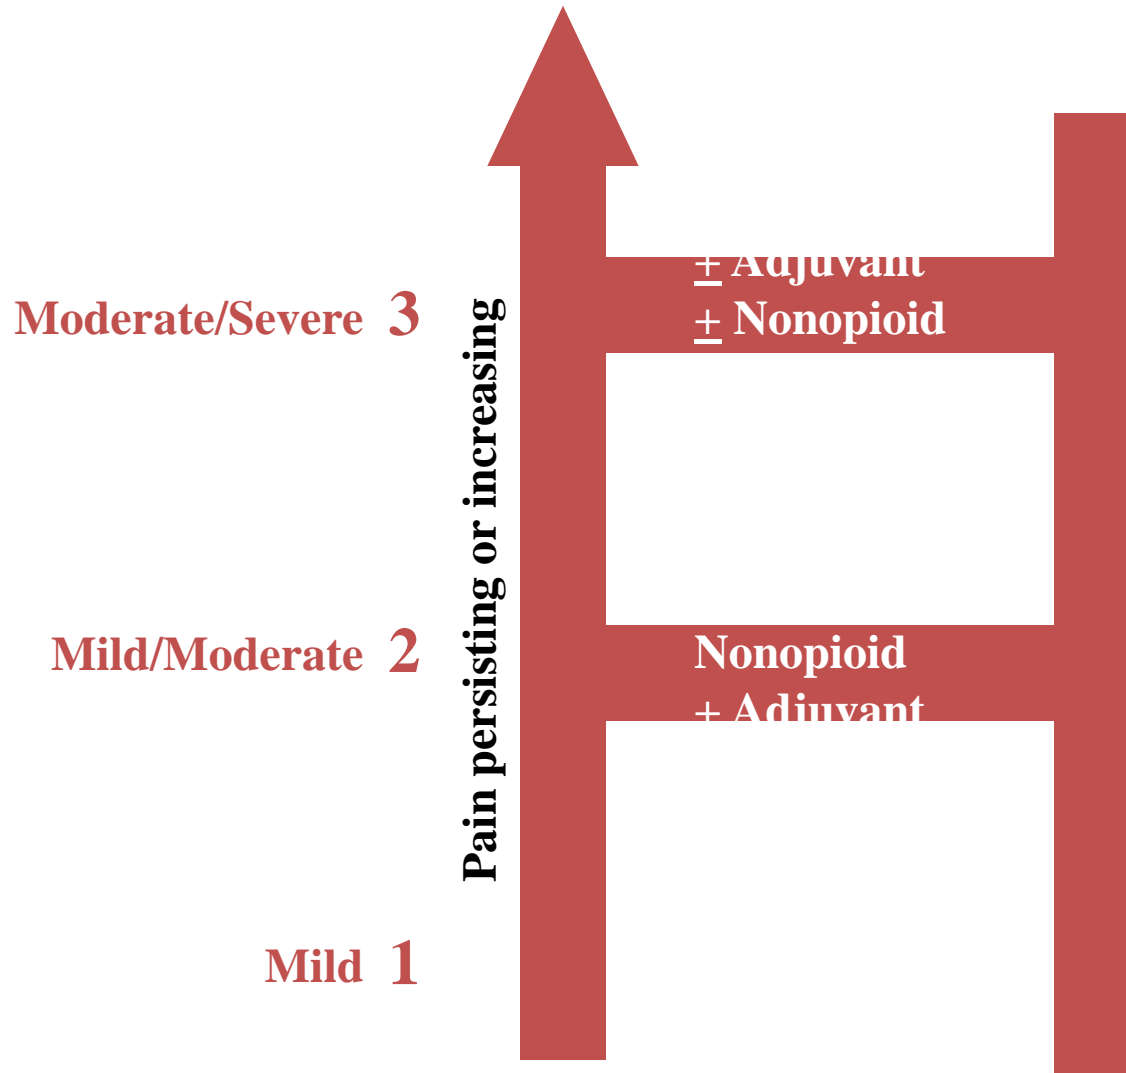 ± Adjuvant
Moderate/Severe 3
± Nonopioid
Pain persisting or increasing
Mild/Moderate 2
Nonopioid
± Adjuvant
Mild 1